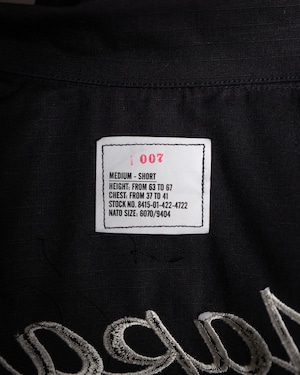 007
MEDIUM - SHORT
HEIGHT: FROM 63 TO 67
CHEST: FROM 37 TO 41
STOCK NO. 8415-01-422-4722
NATO SIZE: 6070/9404